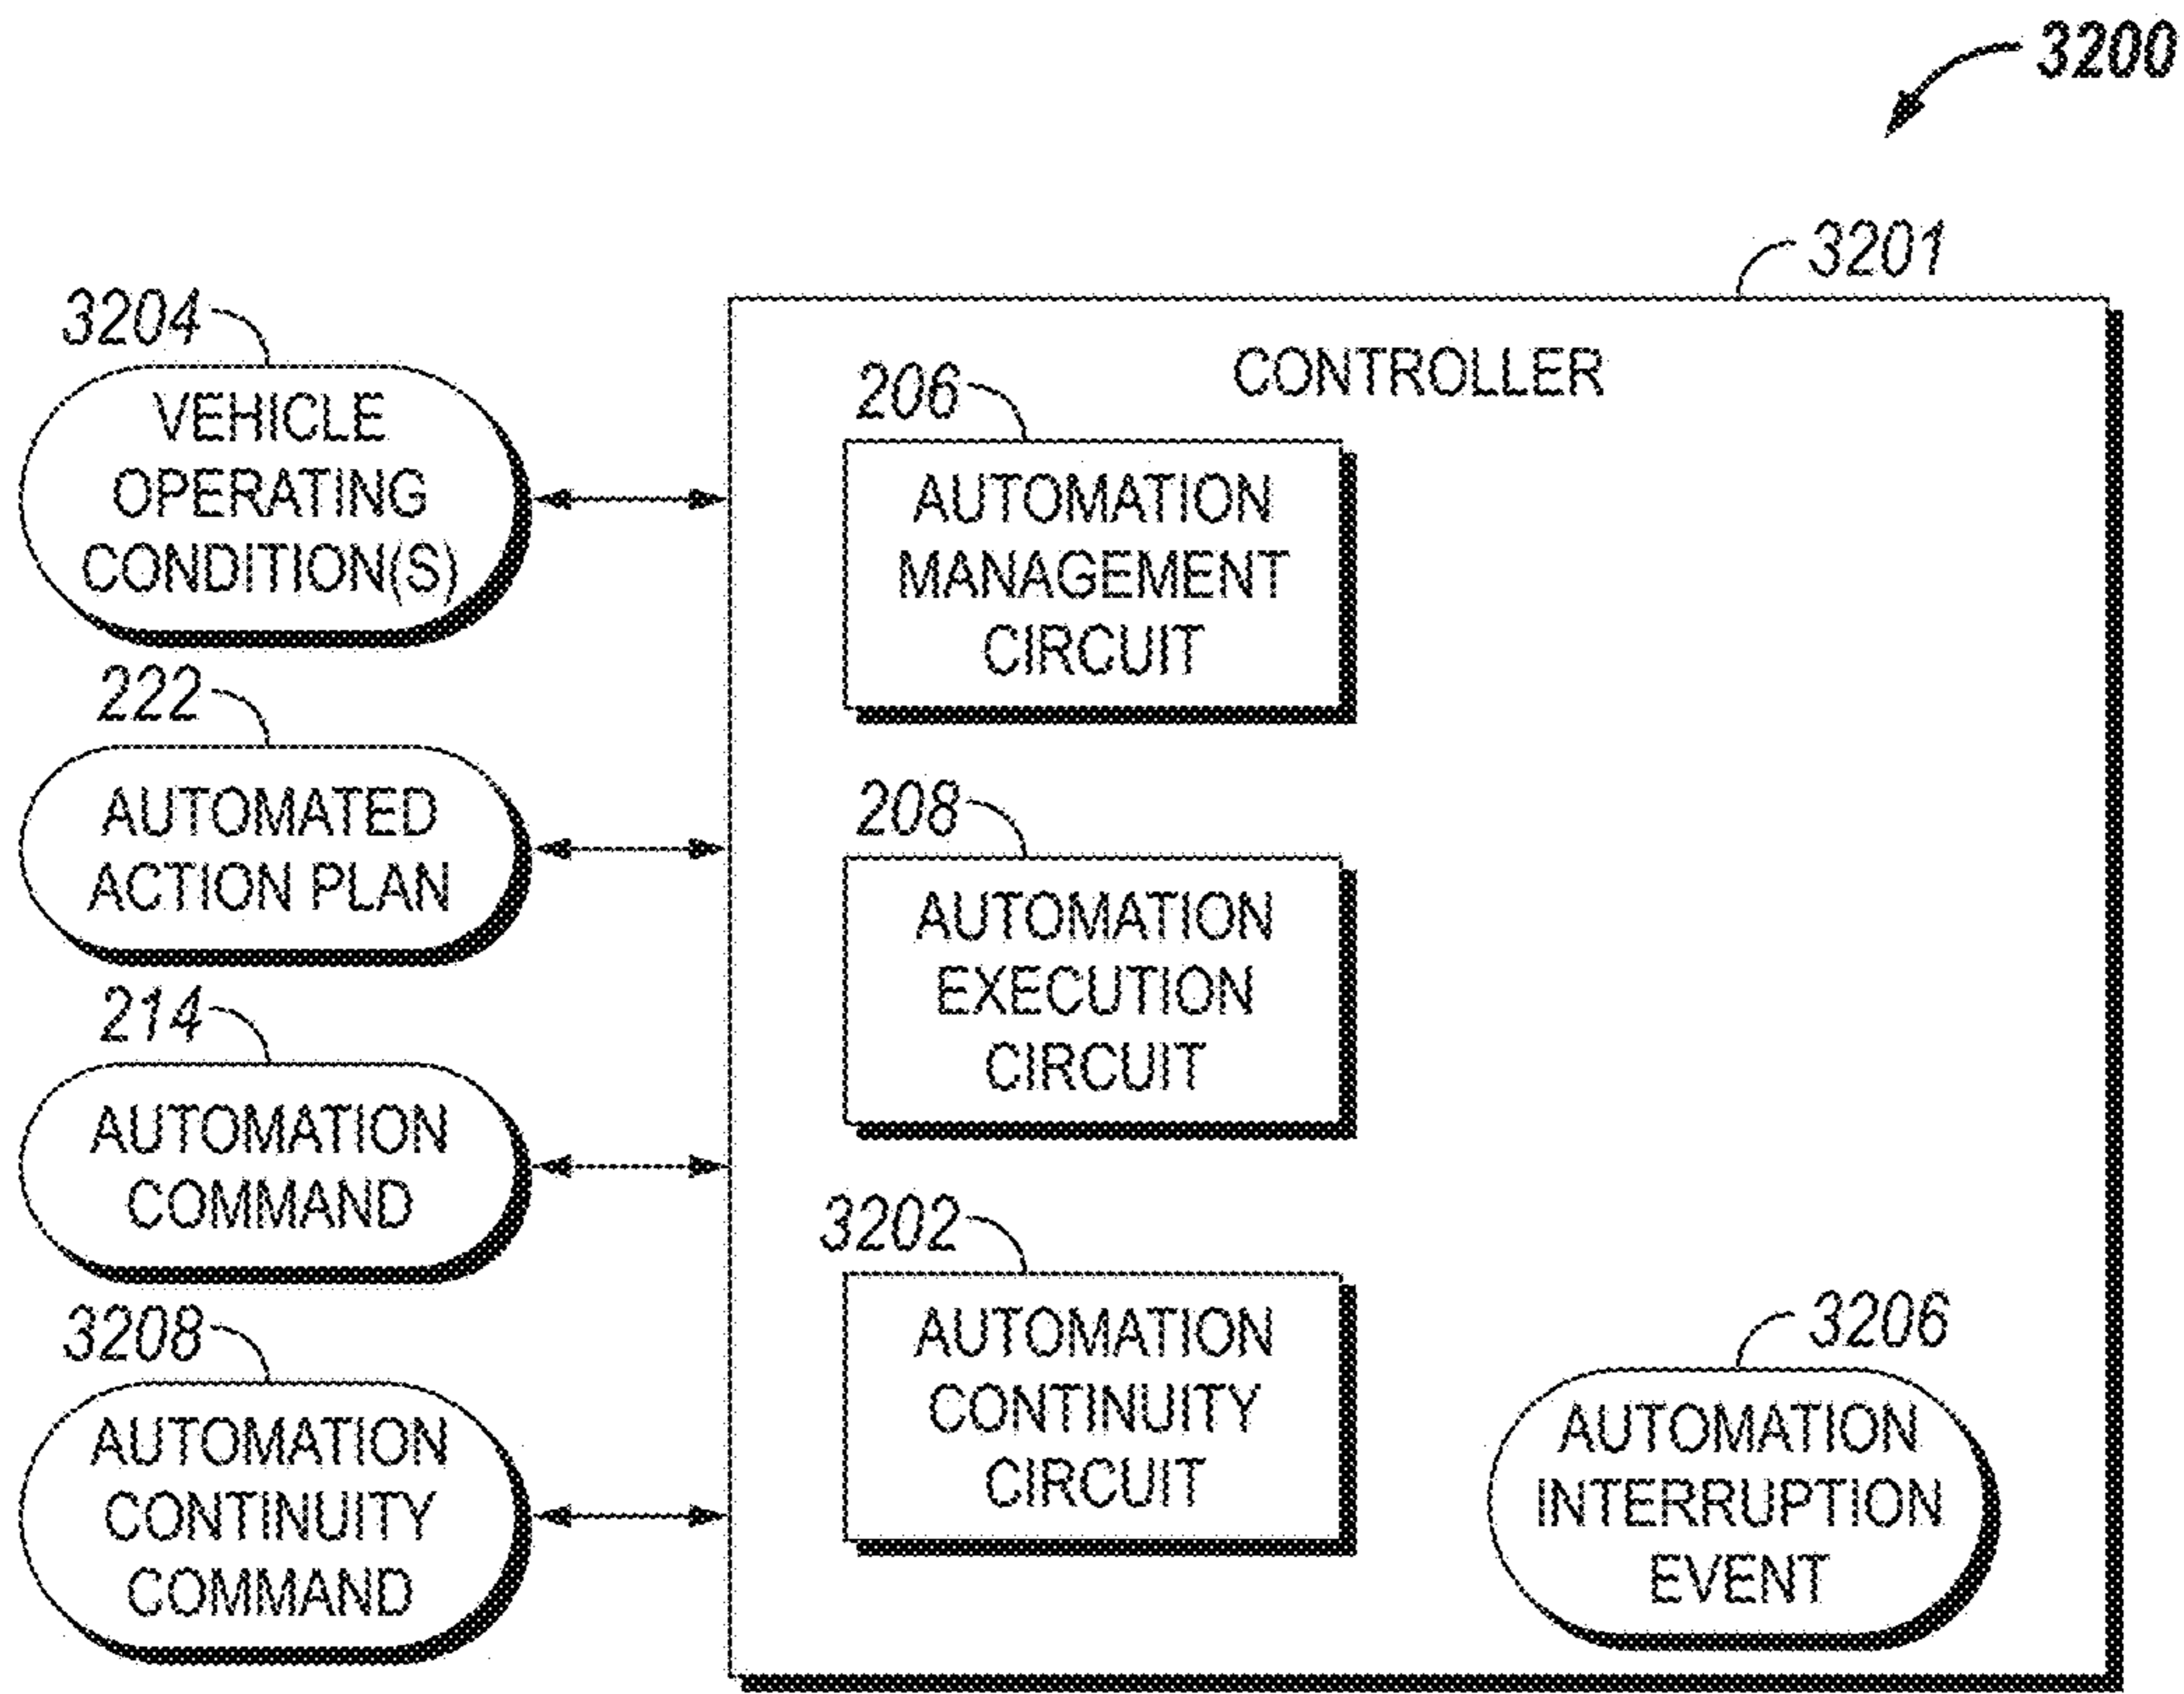 3200
3201
CONTROLLER
3204
VEHICLE
OPERATING
CONDITION(S)
222
AUTOMATED
ACTION PLAN
214
AUTOMATION
COMMAND
3208
AUTOMATION
CONTINUITY
COMMAND
206
AUTOMATION
MANAGEMENT
CIRCUIT
208
AUTOMATION
EXECUTION
CIRCUIT
3202
AUTOMATION
CONTINUITY
CIRCUIT
3206
AUTOMATION
INTERRUPTION
EVENT